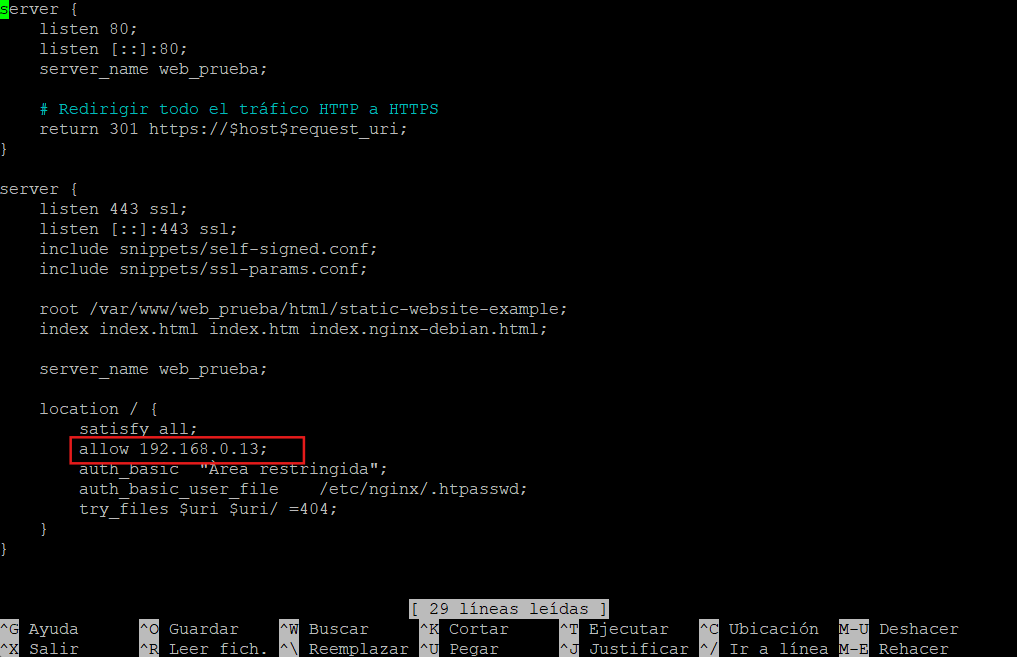 server {
    listen 80;
    listen [::]:80;
    server_name web_prueba;

    # Redirigir todo el tráfico HTTP a HTTPS
    return 301 https://$host$request_uri;
}

server {
    listen 443 ssl;
    listen [::]:443 ssl;
    include snippets/self-signed.conf;
    include snippets/ssl-params.conf;

    root /var/www/web_prueba/html/static-website-example;
    index index.html index.htm index.nginx-debian.html;

    server_name web_prueba;

    location / {
        satisfy all;
        allow 192.168.0.13;
        auth_basic  "Àrea restringida";
        auth_basic_user_file    /etc/nginx/.htpasswd;
        try_files $uri $uri/ =404;
    }
}
[ 29 líneas leídas ]
^G Ayuda ^O Guardar ^W Buscar ^K Cortar ^T Ejecutar ^C Ubicación M-U Deshacer
^X Salir ^R Leer fich. ^\ Reemplazar ^U Pegar ^J Justificar ^/ Ir a línea M-E Rehacer